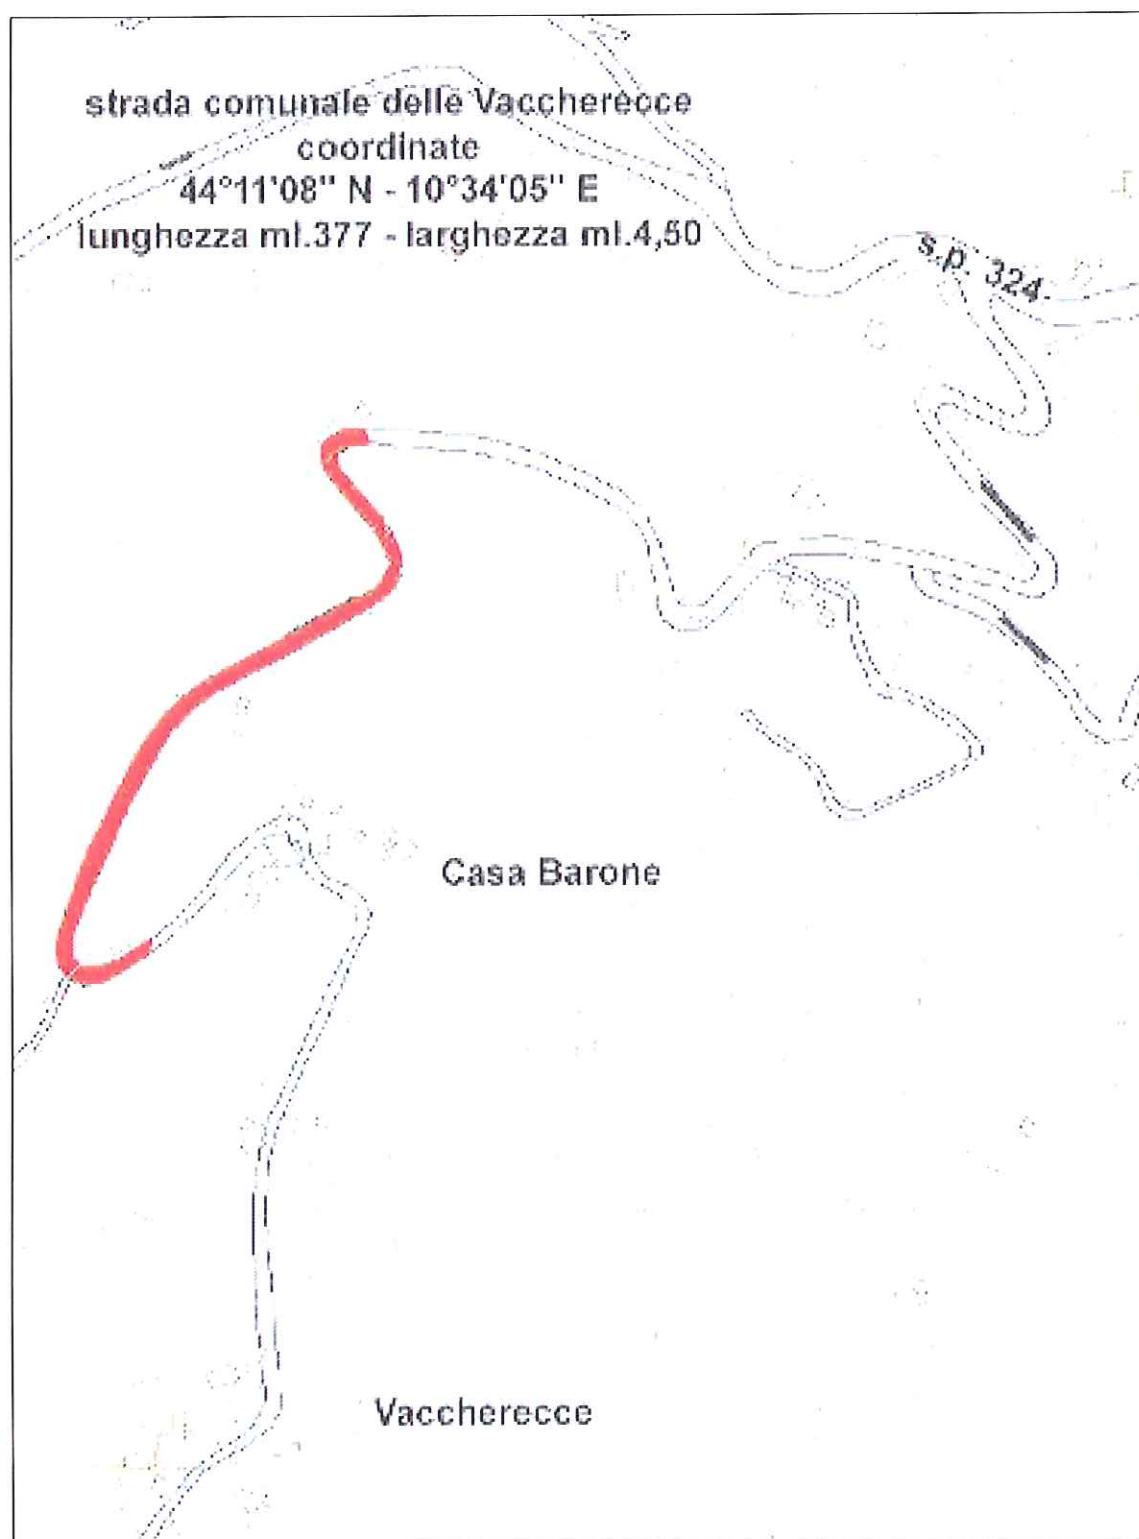 strada comunale delle Vaccherecce
coordinate
44°11'08" N - 10°34'05" E
lunghezza ml.377 - larghezza ml.4,50
s.p. 324
Casa Barone
Vaccherecce